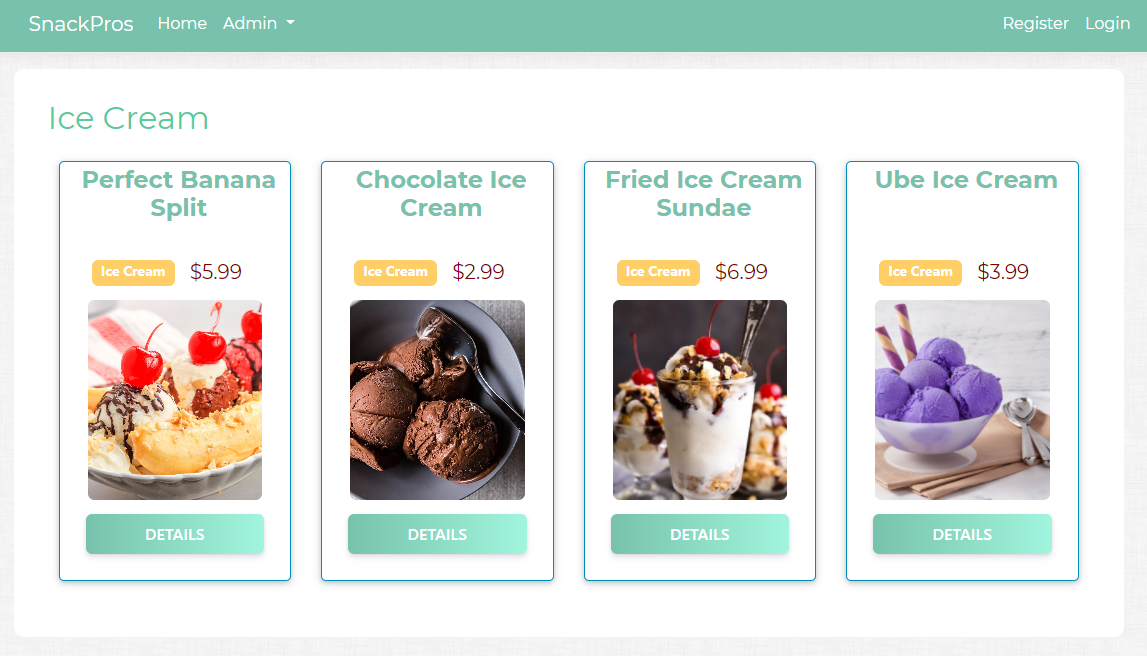 SnackPros Home Admin Register Login
Ice Cream
Perfect Banana
Split
Ice Cream $5.99
DETAILS
Chocolate Ice
Cream
Ice Cream $2.99
DETAILS
Fried Ice Cream
Sundae
Ice Cream $6.99
DETAILS
Ube Ice Cream
Ice Cream $3.99
DETAILS